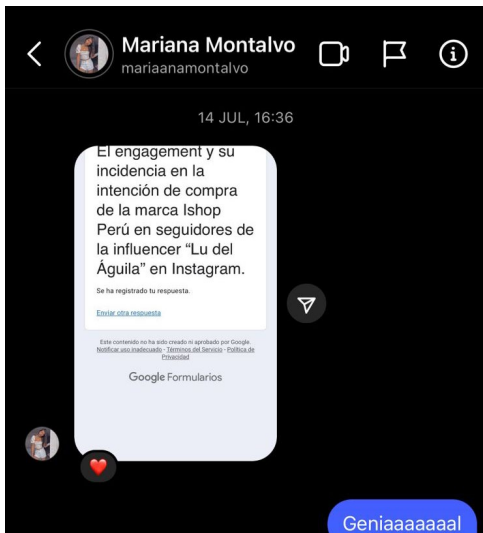 Mariana Montalvo
mariaanamontalvo
14 JUL, 16:36
El engagement y su
incidencia en la
intención de compra
de la marca Ishop
Perú en seguidores de
la influencer “Lu del
Águila” en Instagram.
Se ha registrado tu respuesta.
Enviar otra respuesta
Este contenido no ha sido creado ni aprobado por Google.
Notificar uso inadecuado - Términos del Servicio - Política de
Privacidad
Google Formularios
Geniaaaaaaal